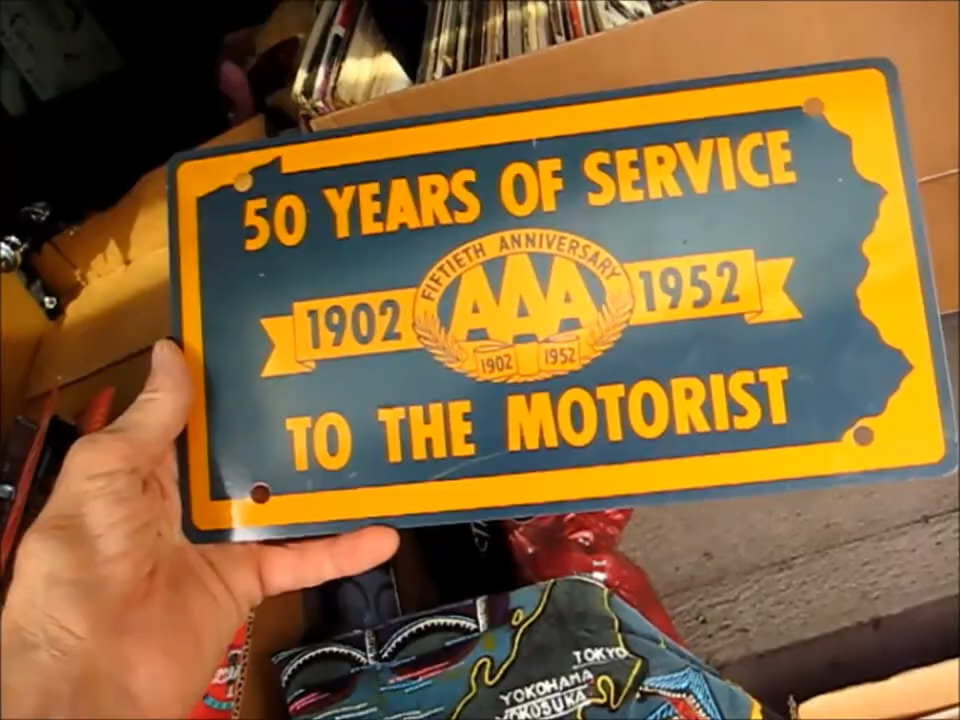 50 YEARS OF SERVICE
FIFTIETH ANNIVERSARY
1902 AAA 1952
1902 1952
TO THE MOTORIST
TOKYO
YOKOHAMA
YOKOSUKA